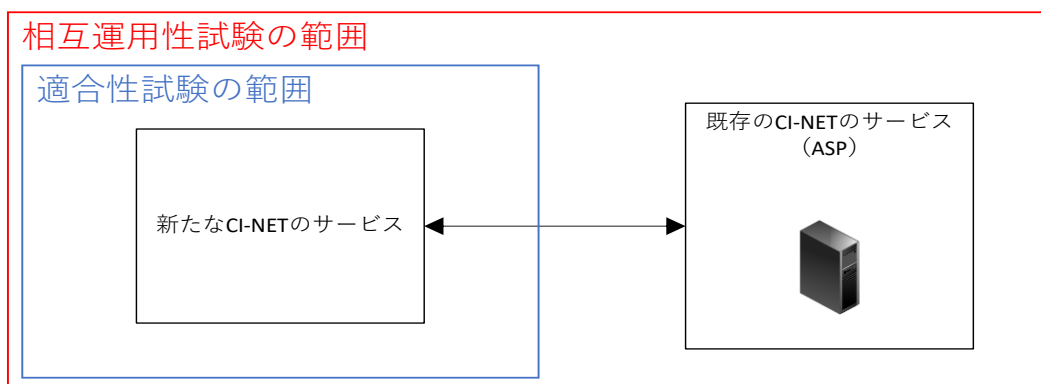 相互運用性試験の範囲
適合性試験の範囲
新たなCI-NETのサービス
既存のCI-NETのサービス
（ASP）